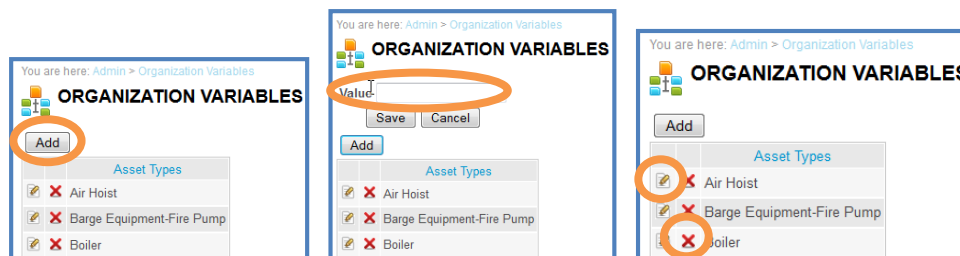 You are here: Admin > Organization Variables
ORGANIZATION VARIABLES
Add
Asset Types
Air Hoist
Barge Equipment-Fire Pump
Boiler
You are here: Admin > Organization Variables
ORGANIZATION VARIABLES
Value
Save Cancel
Add
Asset Types
Air Hoist
Barge Equipment-Fire Pump
Boiler
You are here: Admin > Organization Variables
ORGANIZATION VARIABLES
Add
Asset Types
Air Hoist
Barge Equipment-Fire Pump
Boiler